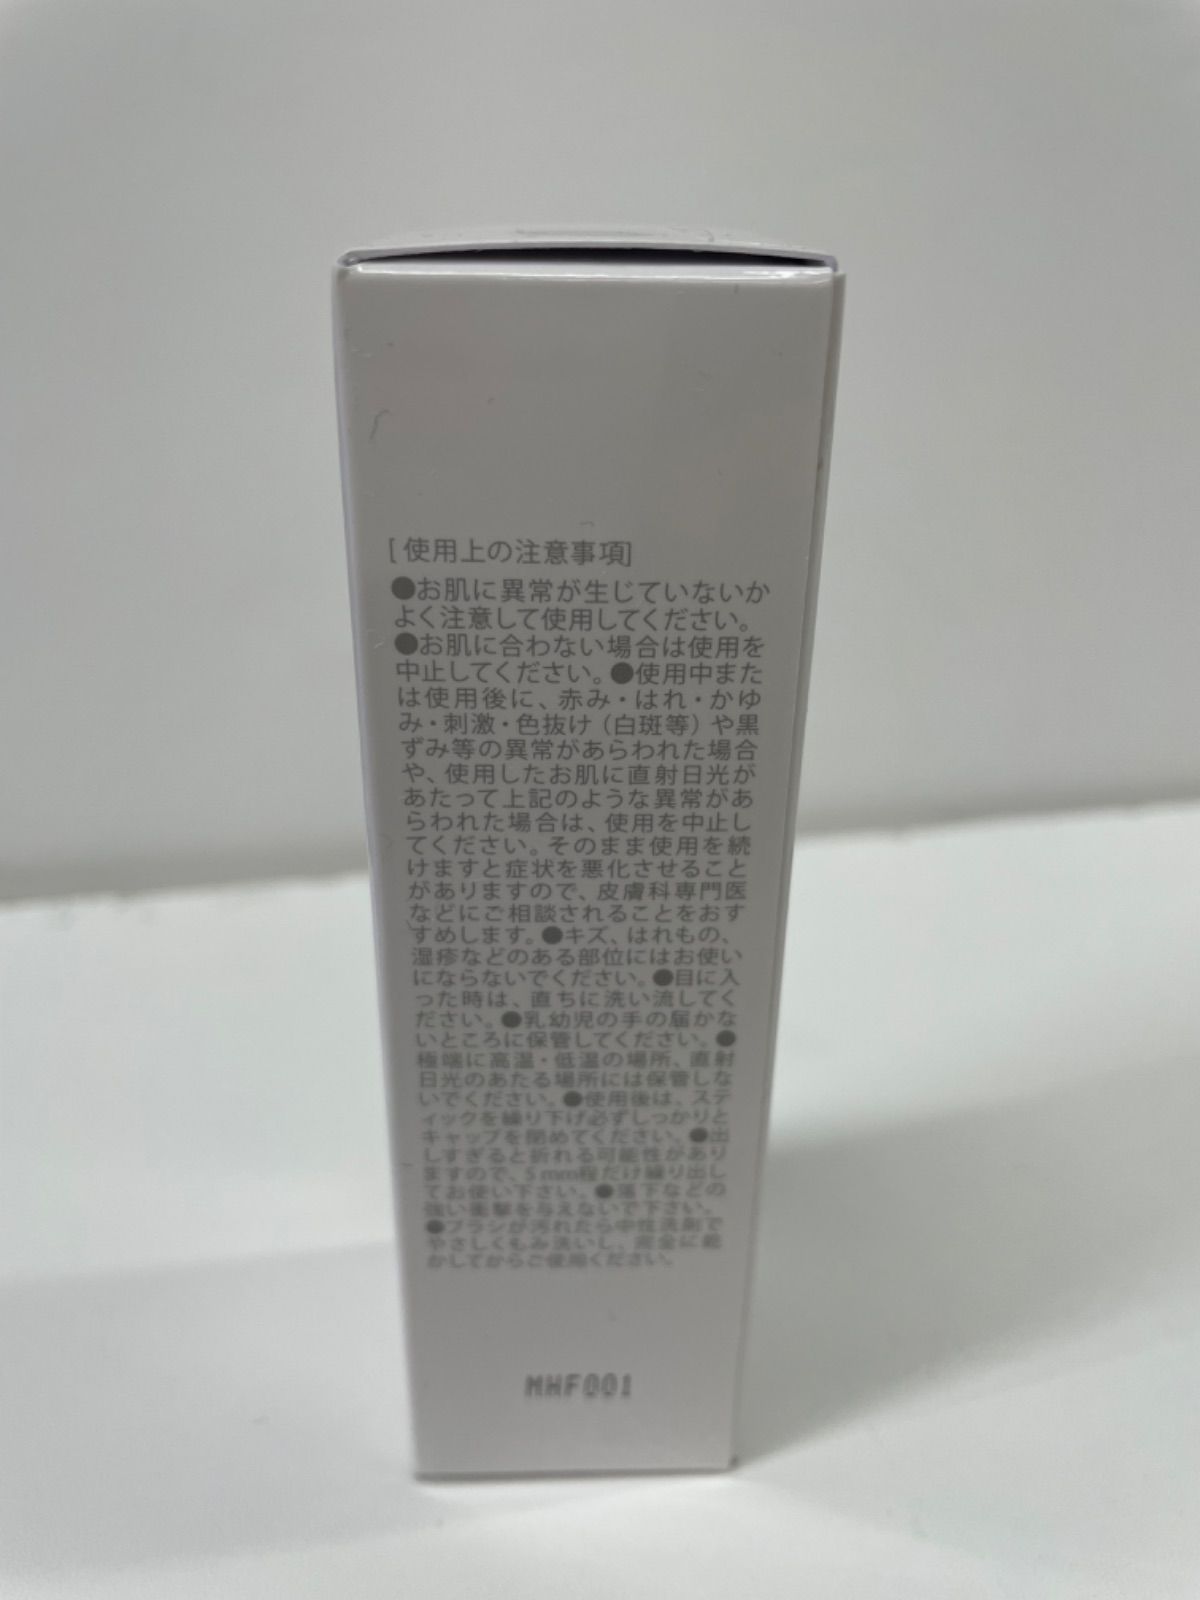 [使用上の注意事項]
●お肌に異常が生じていないか
よく注意して使用してください。
●お肌に合わない場合は使用を
中止してください。●使用中また
は使用後に、赤み・はれ・かゆ
み・刺激・色抜け(白斑等)や黒
ずみ等の異常があらわれた場合
や、使用したお肌に直射日光が
あたって上記のような異常があ
らわれた場合は、使用を中止し
てください。そのまま使用を続
けますと症状を悪化させること
がありますので、皮膚科専門医
などにご相談されることをおす
すめします。●キズ、はれもの、
湿疹などのある部位にはお使い
にならないでください。●目に入
った時は、直ちに洗い流してく
ださい。●乳幼児の手の届かな
いところに保管してください。●
極端に高温・低温の場所、直射
日光のあたる場所には保管しな
いでください。●使用後は、ステ
ィックを繰り下げ必ずしっかりと
キャップを閉めてください。●出
しすぎると折れる可能性があり
ますので、5mm程だけ繰り出し
てお使い下さい。●落下などの
強い衝撃を与えないで下さい。
●ブラシが汚れたら中性洗剤で
やさしくもみ洗いし、完全に乾
かしてからご使用ください。
MHF001